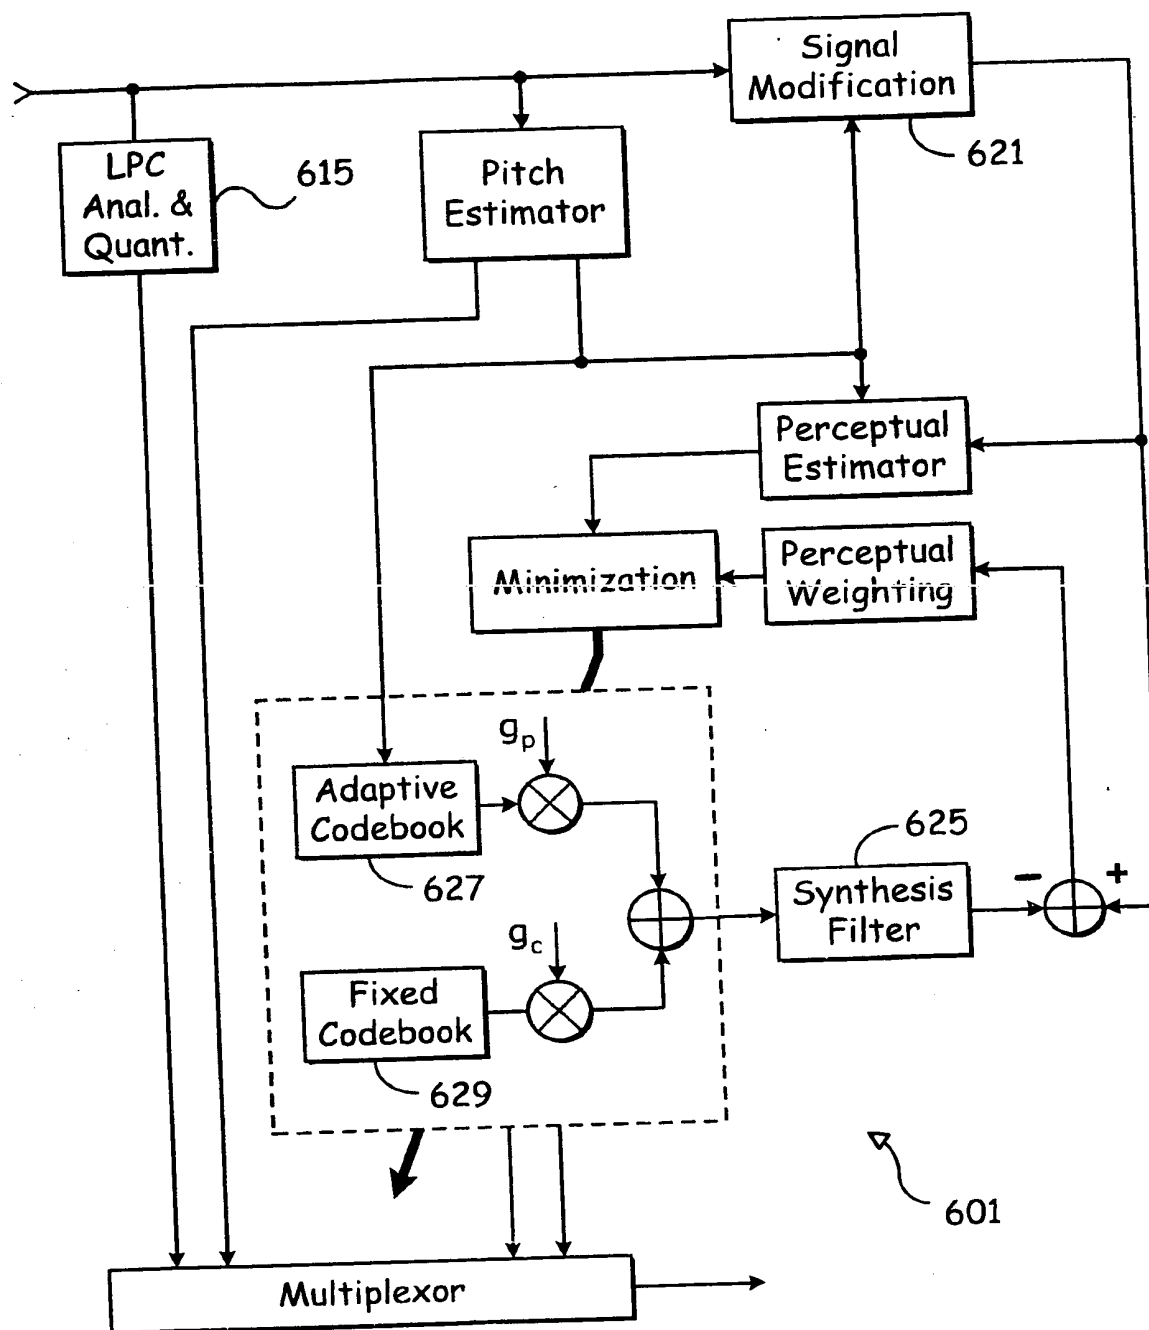 Signal
Modification
621
LPC
Anal. &
Quant.
615
Pitch
Estimator
Perceptual
Estimator
Minimization
Perceptual
Weighting
gp
Adaptive
Codebook
627
625
Synthesis
Filter
−
+
gc
Fixed
Codebook
629
601
Multiplexor